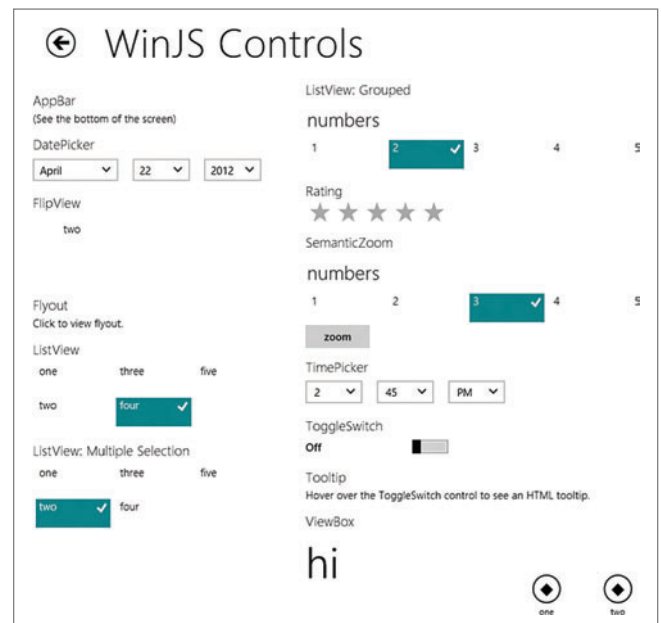 WinJS Controls
AppBar
(See the bottom of the screen)
DatePicker
April 22 2012
FlipView
two
Flyout
Click to view flyout.
ListView
one three five
two four
ListView: Multiple Selection
one three five
two four
ListView: Grouped
numbers
1 2 3 4 5
Rating
SemanticZoom
numbers
1 2 3 4 5
zoom
TimePicker
2 45 PM
ToggleSwitch
Off
Tooltip
Hover over the ToggleSwitch control to see an HTML tooltip.
ViewBox
hi
one two